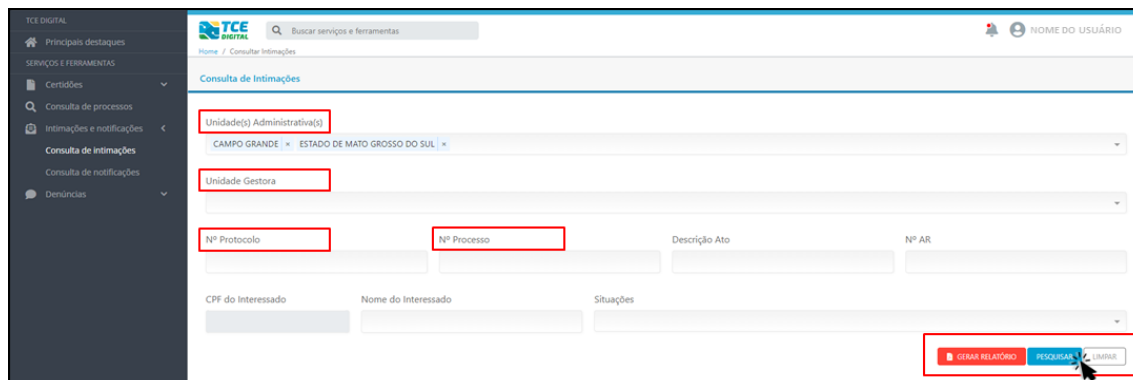 TCE DIGITAL
Principais destaques
SERVIÇOS E FERRAMENTAS
Certidões
Consulta de processos
Intimações e notificações
Consulta de intimações
Consulta de notificações
Denúncias
TCE DIGITAL
Buscar serviços e ferramentas
NOME DO USUÁRIO
Home / Consultar Intimações
Consulta de Intimações
Unidade(s) Administrativa(s)
CAMPO GRANDE × ESTADO DE MATO GROSSO DO SUL ×
Unidade Gestora
Nº Protocolo Nº Processo Descrição Ato Nº AR
CPF do Interessado Nome do Interessado Situações
GERAR RELATÓRIO PESQUISAR LIMPAR